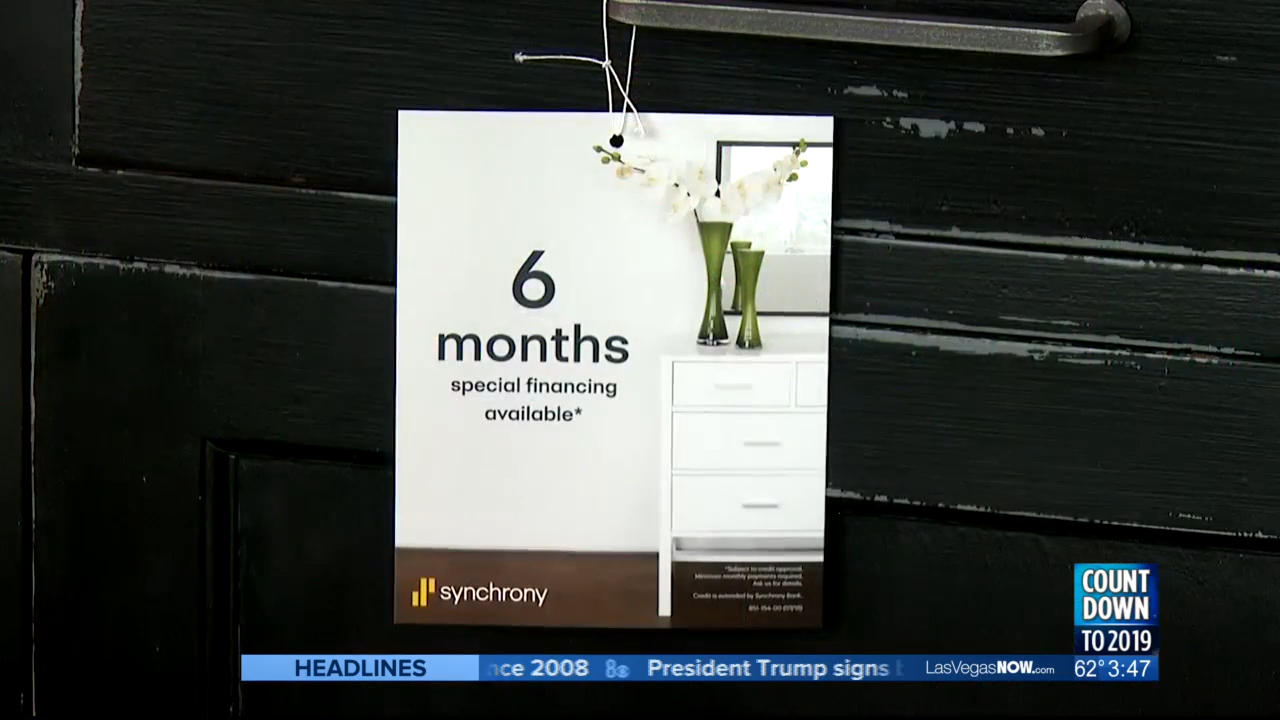 6
months
special financing
available*
synchrony
*Subject to credit approval.
Minimum monthly payments required.
Ask us for details.
Credit is extended by Synchrony Bank.
COUNT
DOWN
TO 2019
HEADLINES
nce 2008 President Trump signs
LasVegasNOW.com
62° 3:47